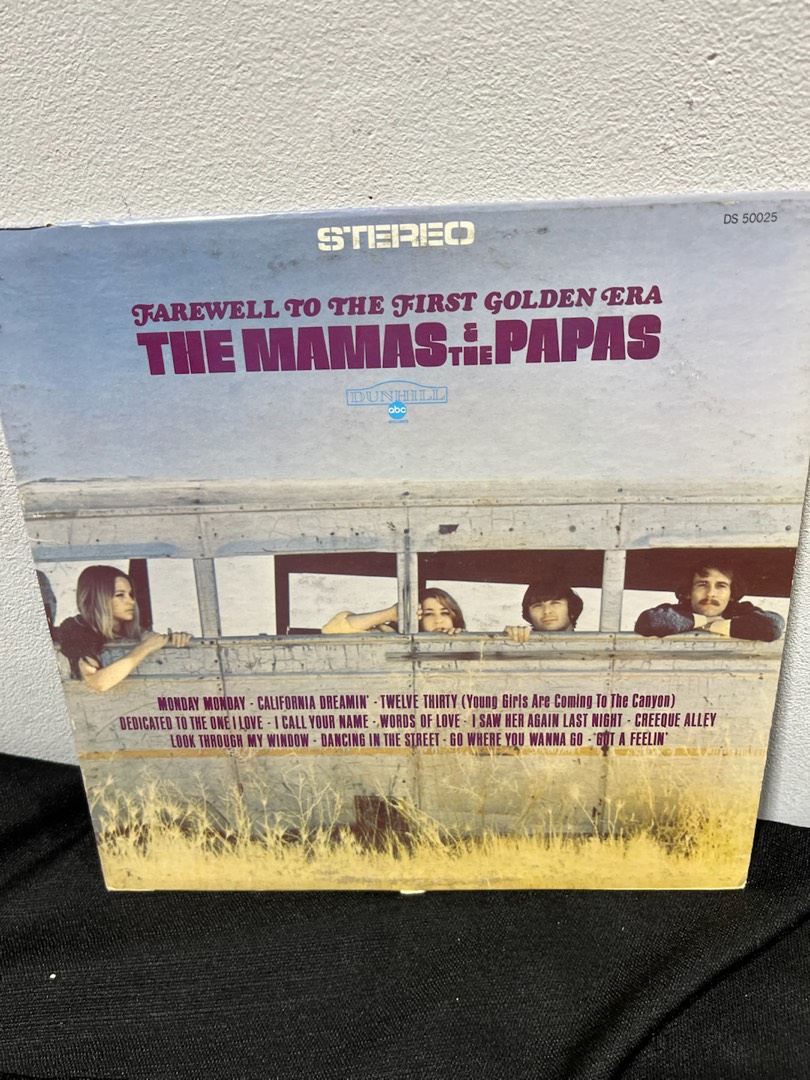 STEREO
DS 50025
FAREWELL TO THE FIRST GOLDEN ERA
THE MAMAS & THE PAPAS
DUNHILL
abc
MONDAY MONDAY · CALIFORNIA DREAMIN' · TWELVE THIRTY (Young Girls Are Coming To The Canyon)
DEDICATED TO THE ONE I LOVE · I CALL YOUR NAME · WORDS OF LOVE · I SAW HER AGAIN LAST NIGHT · CREEQUE ALLEY
LOOK THROUGH MY WINDOW · DANCING IN THE STREET · GO WHERE YOU WANNA GO · GOT A FEELIN'